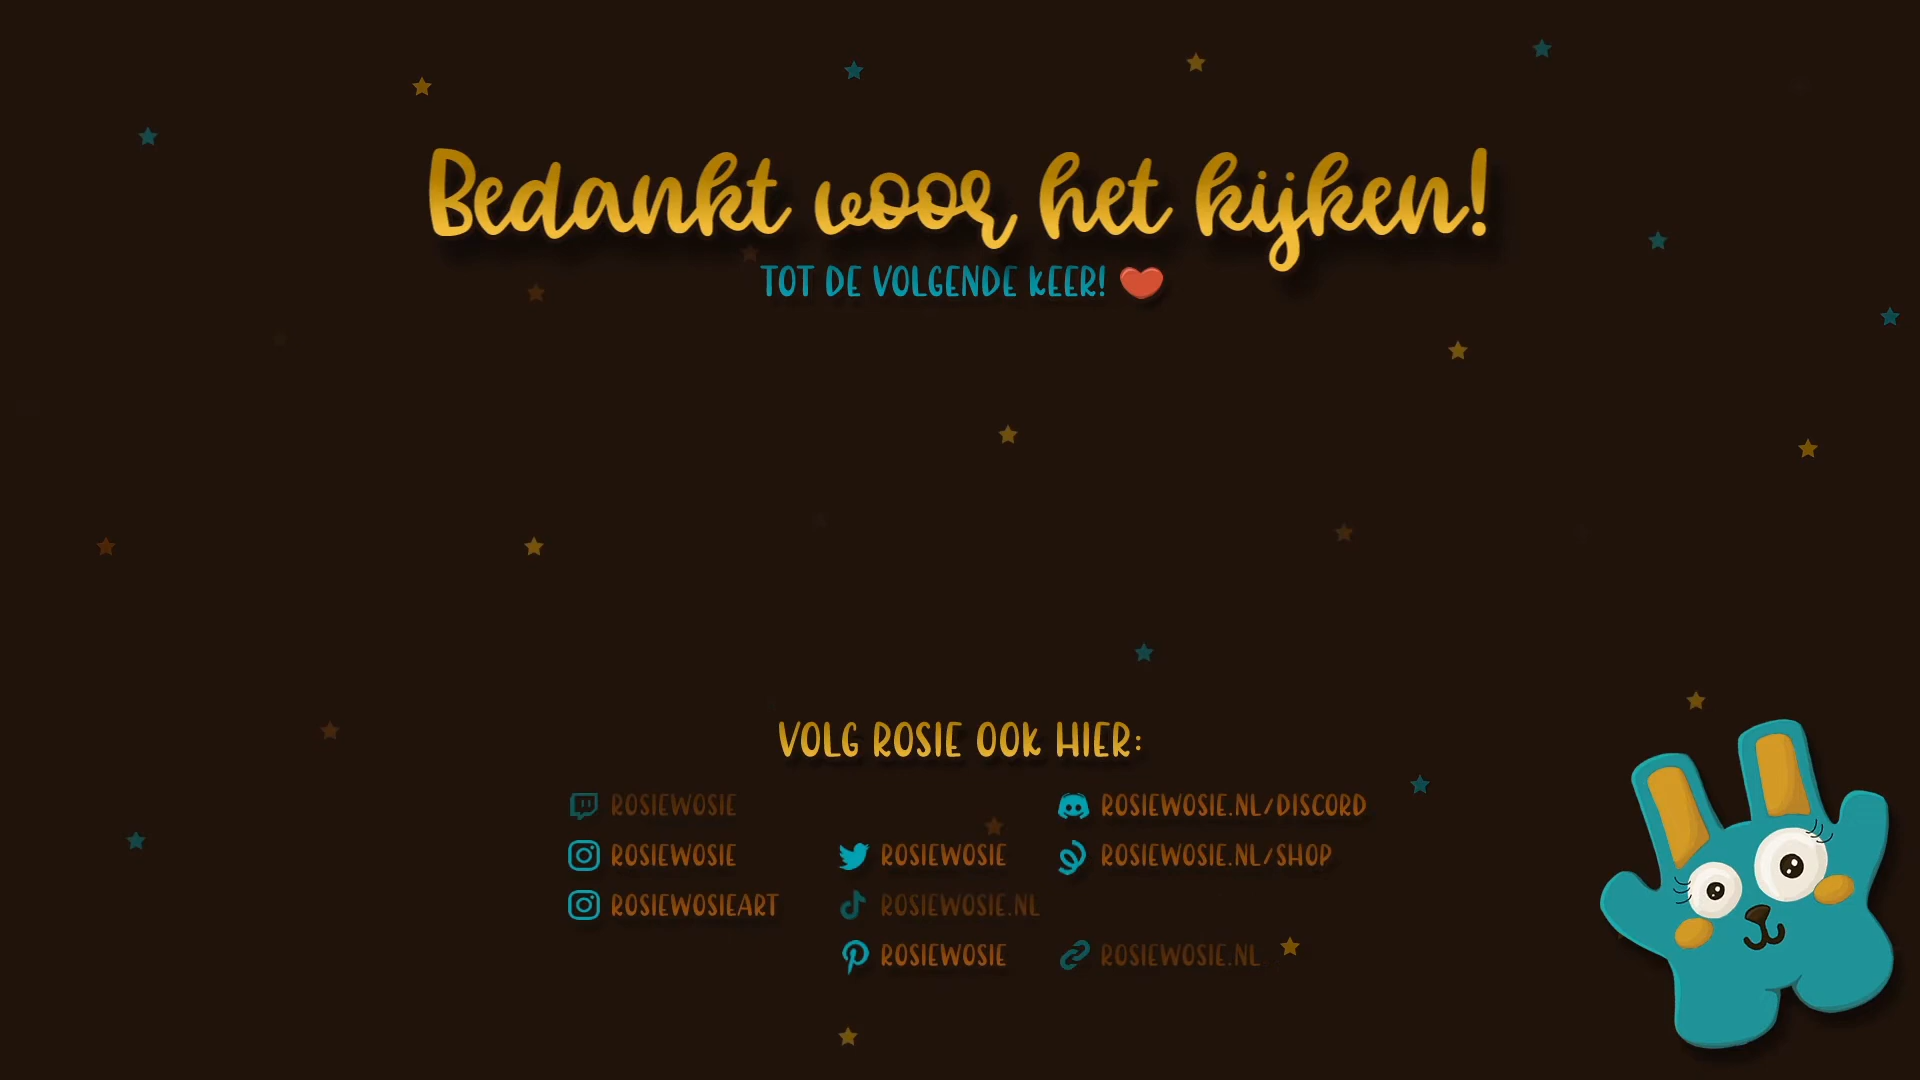 Bedankt voor het kijken!
TOT DE VOLGENDE KEER!
VOLG ROSIE OOK HIER:
ROSIEWOSIE
ROSIEWOSIE
ROSIEWOSIEART
ROSIEWOSIE
ROSIEWOSIE.NL
ROSIEWOSIE
ROSIEWOSIE.NL/DISCORD
ROSIEWOSIE.NL/SHOP
ROSIEWOSIE.NL